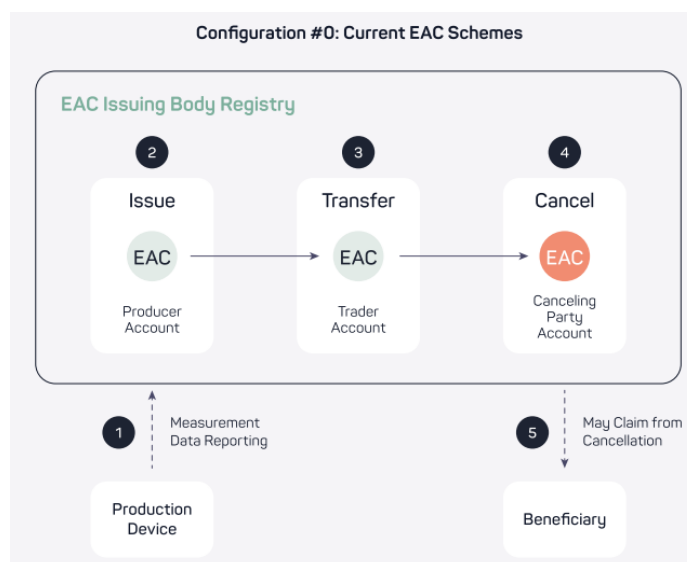 Configuration #0: Current EAC Schemes
EAC Issuing Body Registry
2
3
4
Issue
Transfer
Cancel
EAC
EAC
EAC
Producer
Account
Trader
Account
Canceling
Party
Account
1
Measurement
Data Reporting
5
May Claim from
Cancellation
Production
Device
Beneficiary